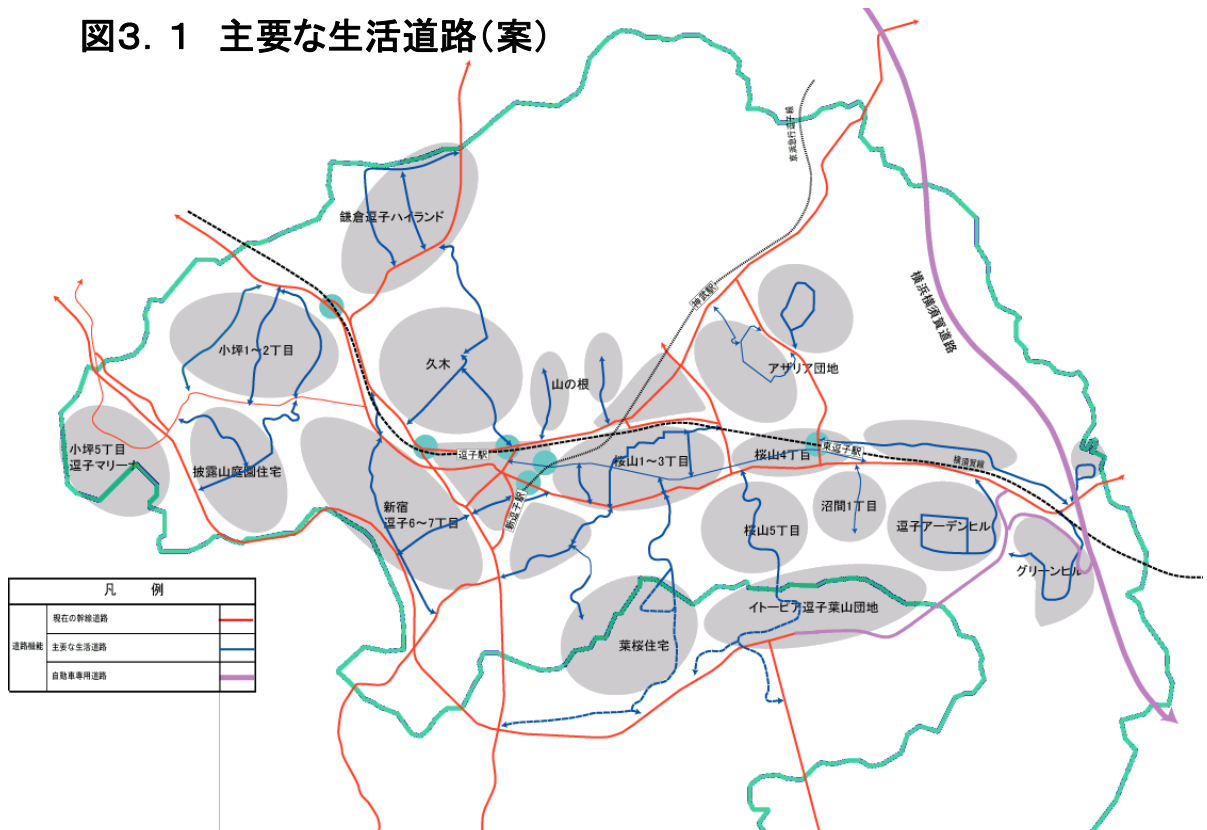 図3.1 主要な生活道路(案)
京浜急行逗子線
鎌倉逗子ハイランド
横浜横須賀道路
神武駅
小坪1~2丁目
久木
山の根
アザリア団地
小坪5丁目
逗子マリーナ
披露山庭園住宅
逗子駅
桜山1~3丁目
桜山4丁目
東逗子駅
横須賀線
新逗子駅
新宿
逗子6~7丁目
桜山5丁目
沼間1丁目
逗子アーデンヒル
グリーンヒル
イトーピア逗子葉山団地
葉桜住宅
凡 例
道路機能
現在の幹線道路
主要な生活道路
自動車専用道路